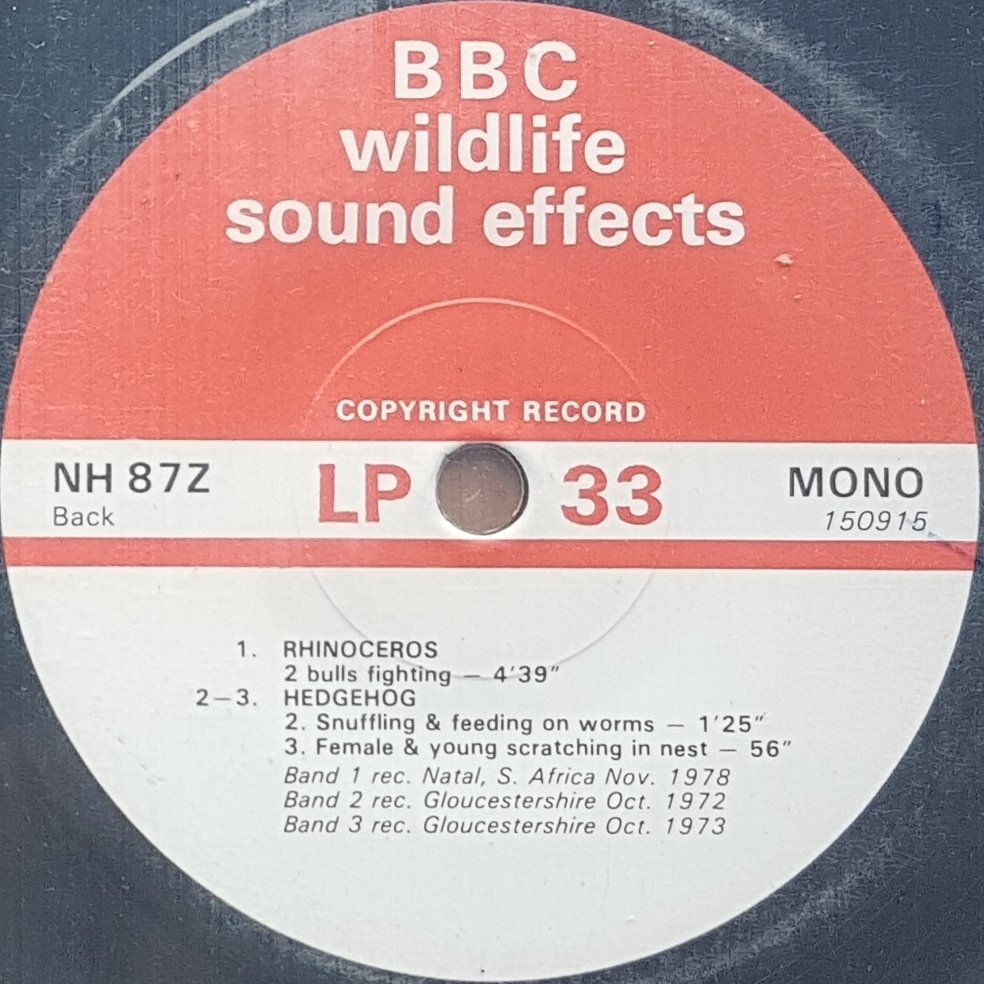 BBC
wildlife
sound effects
COPYRIGHT RECORD
NH 87Z LP 33 MONO
Back 150915
1. RHINOCEROS
2 bulls fighting – 4'39"
2–3. HEDGEHOG
2. Snuffling & feeding on worms – 1'25"
3. Female & young scratching in nest – 56"
Band 1 rec. Natal, S. Africa Nov. 1978
Band 2 rec. Gloucestershire Oct. 1972
Band 3 rec. Gloucestershire Oct. 1973